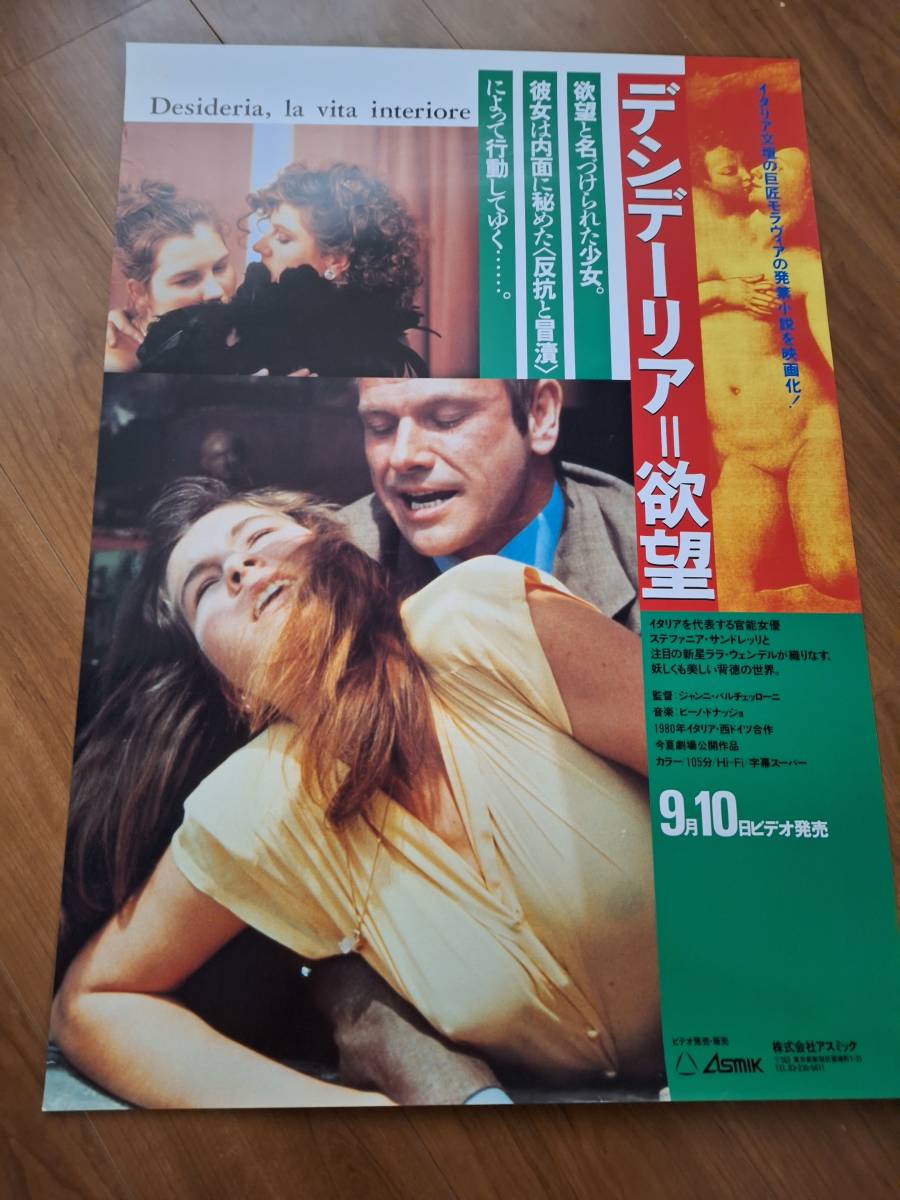 Desideria, la vita interiore
イタリア文壇の巨匠モラヴィアの発禁小説を映画化！
デシデーリア＝欲望
欲望と名づけられた少女。
彼女は内面に秘めた〈反抗と冒瀆〉
によって行動してゆく……。
イタリアを代表する官能女優
ステファニア・サンドレッリと
注目の新星ララ・ウェンデルが織りなす、
妖しくも美しい背徳の世界。
監督：ジャンニ・バルチェッローニ
音楽：ピーノ・ドナッジョ
1980年イタリア・西ドイツ合作
今夏劇場公開作品
カラー 105分 Hi-Fi 字幕スーパー
9月10日ビデオ発売
ビデオ発売・販売
ASMIK
株式会社アスミック